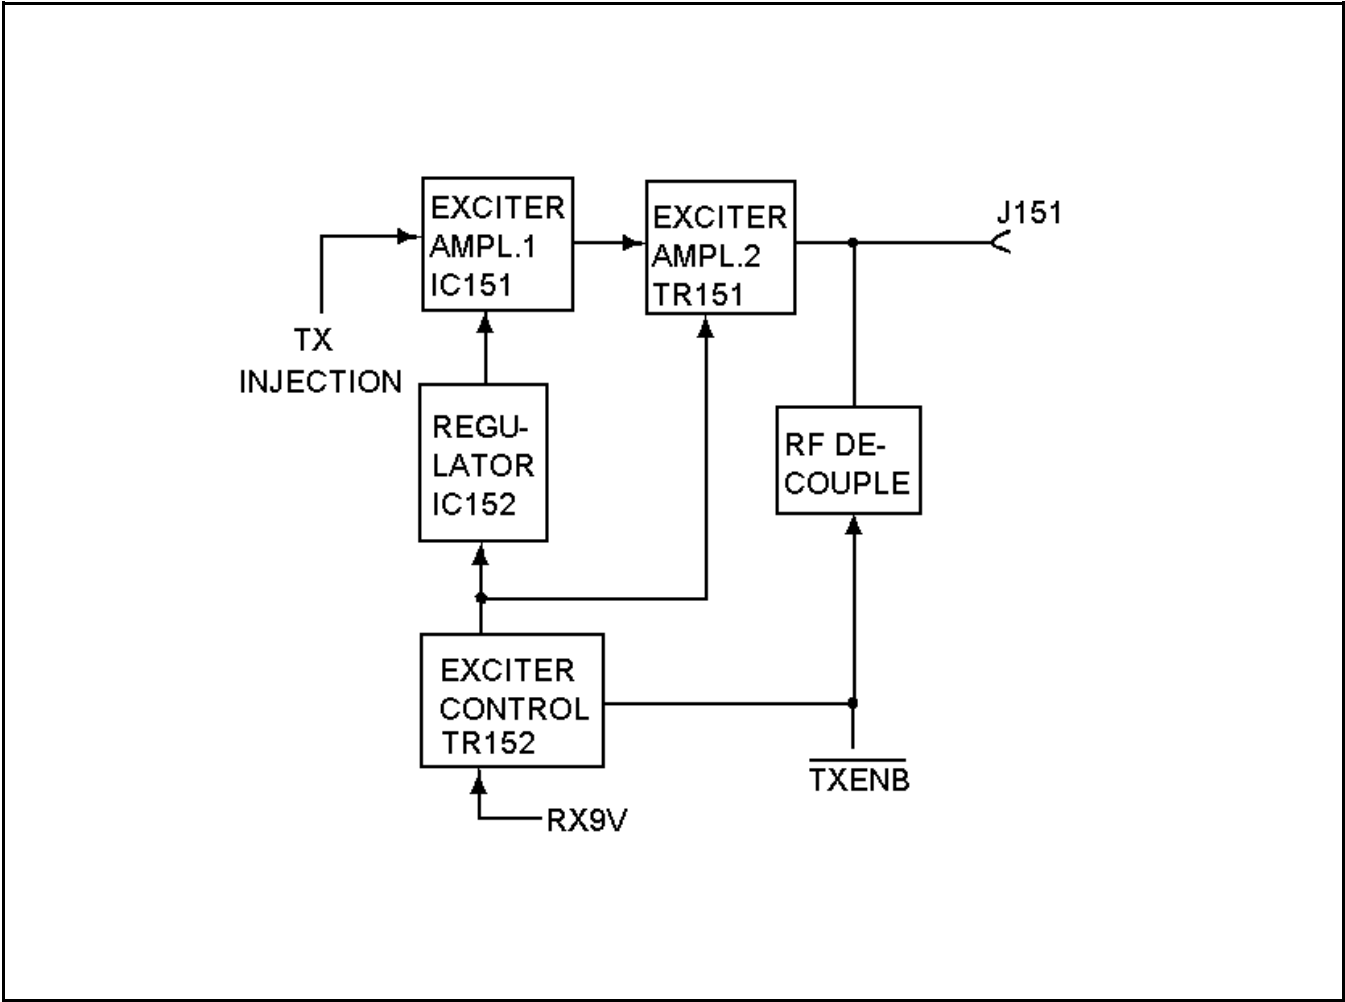 EXCITER
AMPL.1
IC151
EXCITER
AMPL.2
TR151
J151
TX
INJECTION
REGU-
LATOR
IC152
RF DE-
COUPLE
EXCITER
CONTROL
TR152
TXENB
RX9V